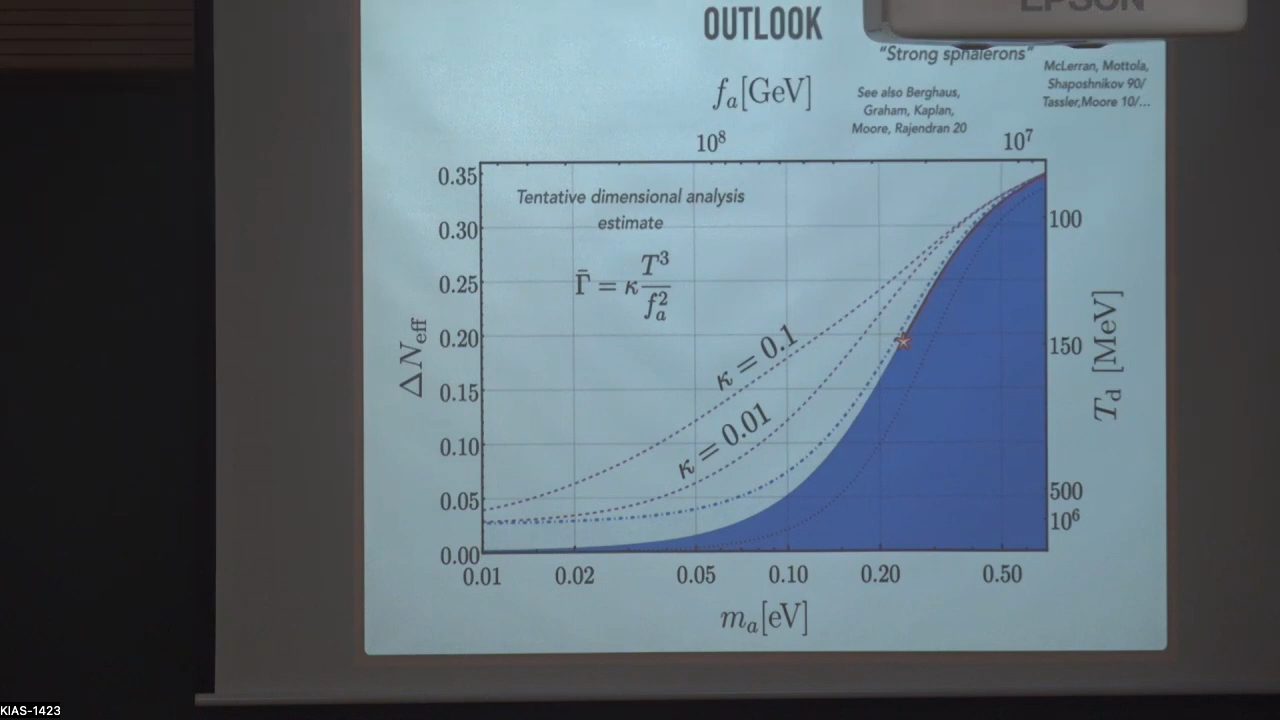 EPSON
OUTLOOK
"Strong sphalerons"
McLerran, Mottola,
Shaposhnikov 90/
Tassler,Moore 10/...
See also Berghaus,
Graham, Kaplan,
Moore, Rajendran 20
f_a[GeV]
10^8
10^7
Tentative dimensional analysis
estimate
Γ̄ = κ T^3/f_a^2
κ = 0.1
κ = 0.01
0.35
0.30
0.25
0.20
0.15
0.10
0.05
0.00
ΔN_eff
100
150
500
10^6
T_d [MeV]
0.01 0.02 0.05 0.10 0.20 0.50
m_a[eV]
KIAS-1423